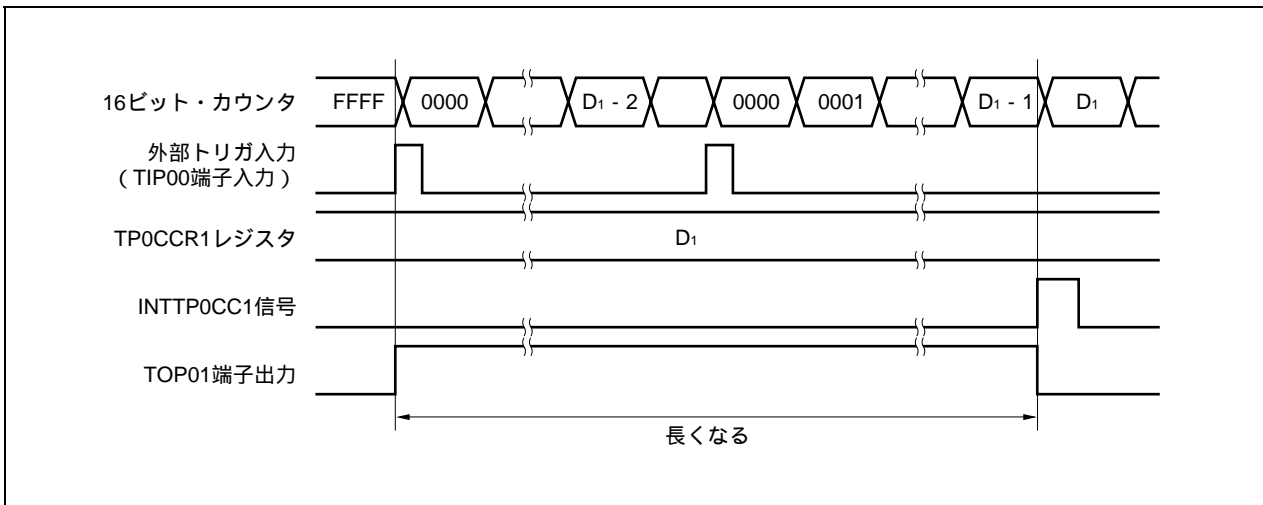 16ビット・カウンタ FFFF 0000 D1 - 2 0000 0001 D1 - 1 D1
外部トリガ入力
(TIP00端子入力)
TP0CCR1レジスタ D1
INTTP0CC1信号
TOP01端子出力
長くなる